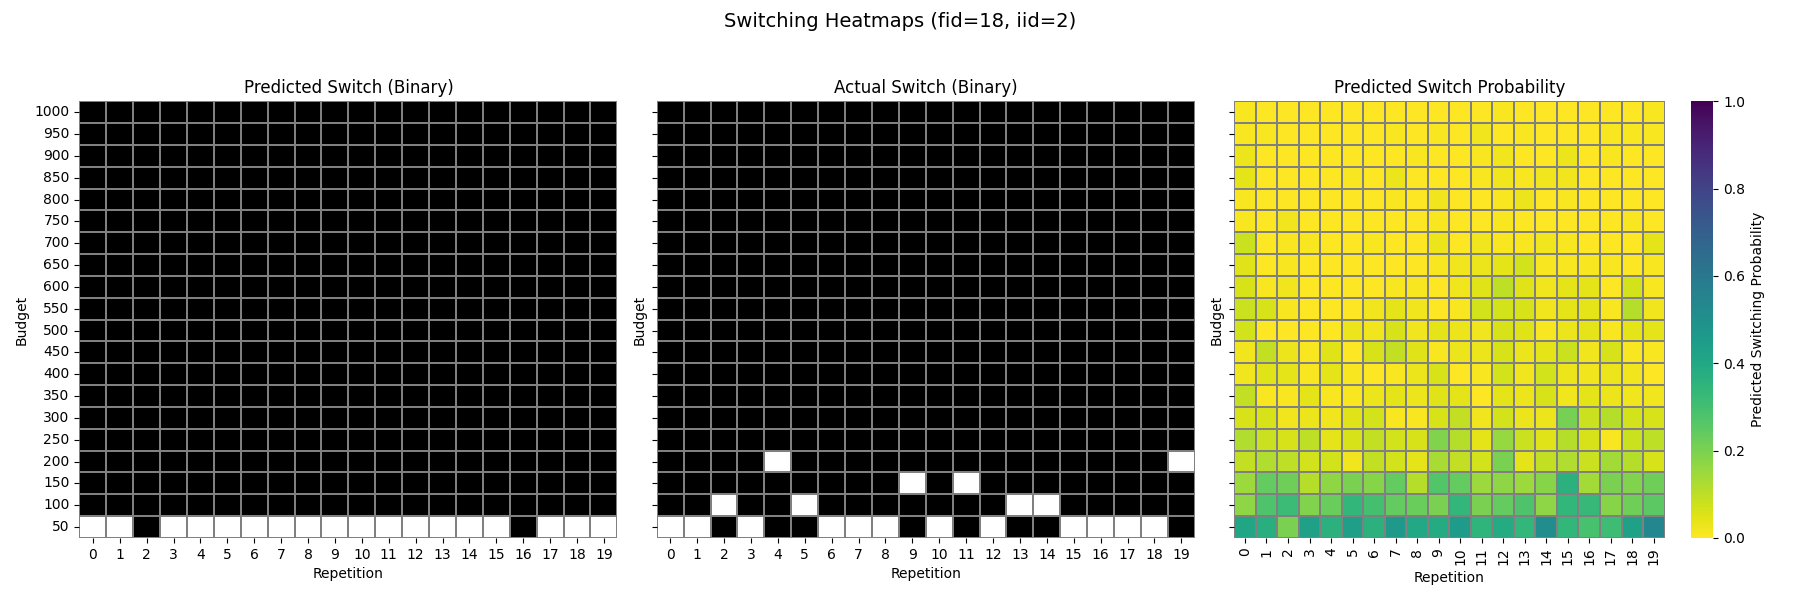 Switching Heatmaps (fid=18, iid=2)
Predicted Switch (Binary)
Budget
1000
950
900
850
800
750
700
650
600
550
500
450
400
350
300
250
200
150
100
50
0 1 2 3 4 5 6 7 8 9 10 11 12 13 14 15 16 17 18 19
Repetition
Actual Switch (Binary)
Budget
0 1 2 3 4 5 6 7 8 9 10 11 12 13 14 15 16 17 18 19
Repetition
Predicted Switch Probability
Budget
0 1 2 3 4 5 6 7 8 9 10 11 12 13 14 15 16 17 18 19
Repetition
1.0
0.8
0.6
0.4
0.2
0.0
Predicted Switching Probability